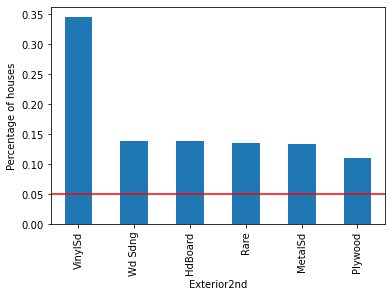 0.35
0.30
0.25
0.20
0.15
0.10
0.05
0.00
Percentage of houses
VinylSd
Wd Sdng
HdBoard
Rare
MetalSd
Plywood
Exterior2nd